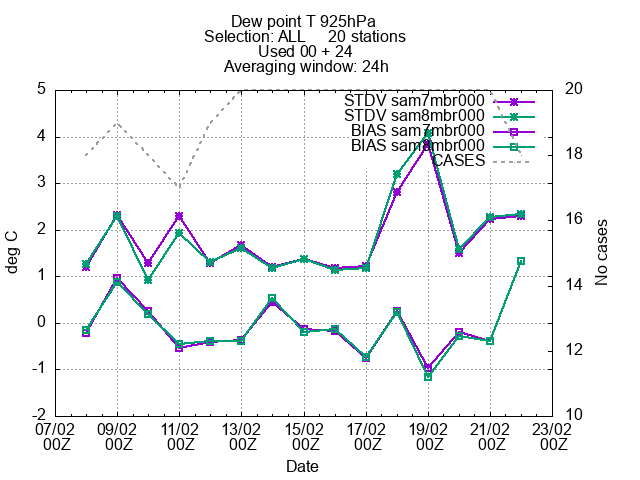 Dew point T 925hPa
Selection: ALL 20 stations
Used 00 + 24
Averaging window: 24h
STDV sam7mbr000
STDV sam8mbr000
BIAS sam7mbr000
BIAS sam8mbr000
CASES
5
4
3
2
1
0
-1
-2
deg C
20
18
16
14
12
10
No cases
07/02 09/02 11/02 13/02 15/02 17/02 19/02 21/02 23/02
00Z 00Z 00Z 00Z 00Z 00Z 00Z 00Z 00Z
Date